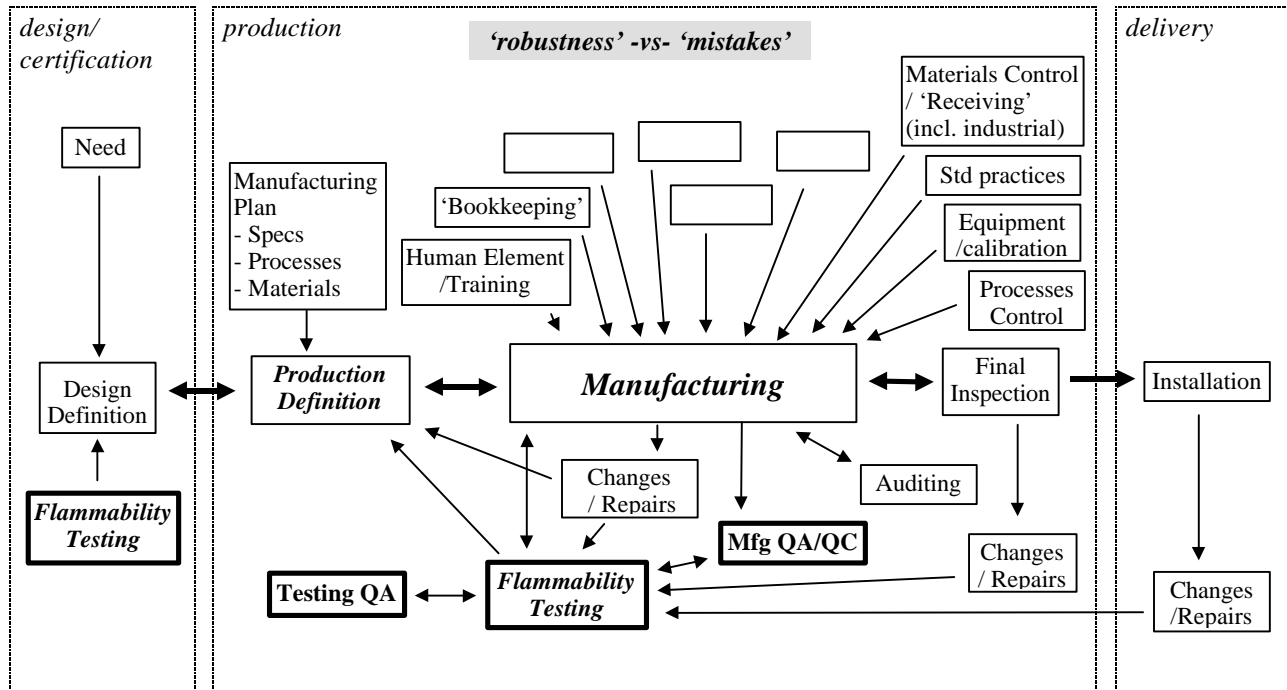 design/
certification
Need
Design
Definition
Flammability
Testing
production
‘robustness’ -vs- ‘mistakes’
Manufacturing
Plan
- Specs
- Processes
- Materials
‘Bookkeeping’
Human Element
/Training
Materials Control
/ ‘Receiving’
(incl. industrial)
Std practices
Equipment
/calibration
Processes
Control
Production
Definition
Manufacturing
Final
Inspection
Changes
/ Repairs
Auditing
Mfg QA/QC
Testing QA
Flammability
Testing
Changes
/ Repairs
delivery
Installation
Changes
/Repairs